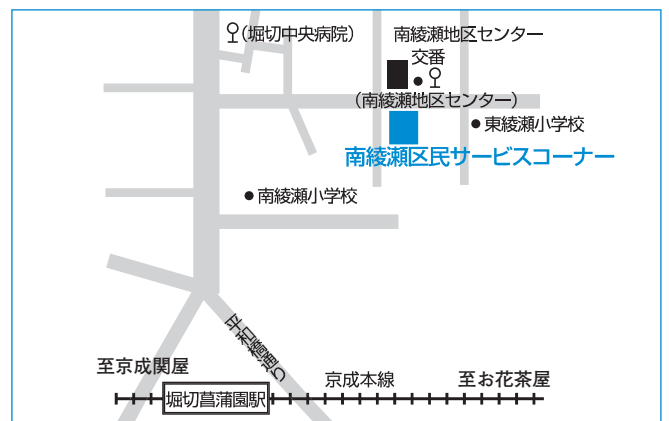 (堀切中央病院)
南綾瀬地区センター
交番
(南綾瀬地区センター)
東綾瀬小学校
南綾瀬区民サービスコーナー
南綾瀬小学校
平和橋通り
至京成関屋
京成本線
至お花茶屋
堀切菖蒲園駅